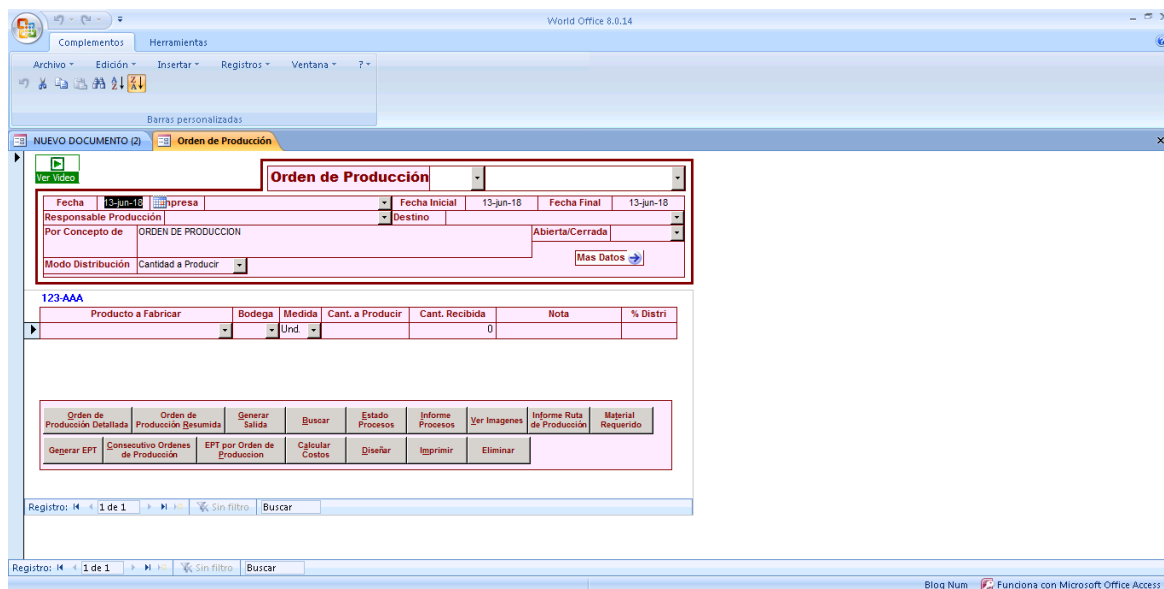 World Office 8.0.14
Complementos Herramientas
Archivo Edición Insertar Registros Ventana ?
Barras personalizadas
NUEVO DOCUMENTO (2) Orden de Producción
Ver Video
Orden de Producción
Fecha 13-jun-18 mpresa Fecha Inicial 13-jun-18 Fecha Final 13-jun-18
Responsable Producción Destino
Por Concepto de ORDEN DE PRODUCCION Abierta/Cerrada
Mas Datos
Modo Distribución Cantidad a Producir
123-AAA
Producto a Fabricar Bodega Medida Cant. a Producir Cant. Recibida Nota % Distri
Und. 0
Orden de Producción Detallada Orden de Producción Resumida Generar Salida Buscar Estado Procesos Informe Procesos Ver Imagenes Informe Ruta de Producción Material Requerido
Generar EPT Consecutivo Ordenes de Producción EPT por Orden de Produccion Calcular Costos Diseñar Imprimir Eliminar
Registro: 1 de 1 Sin filtro Buscar
Registro: 1 de 1 Sin filtro Buscar
Bloq Num Funciona con Microsoft Office Access